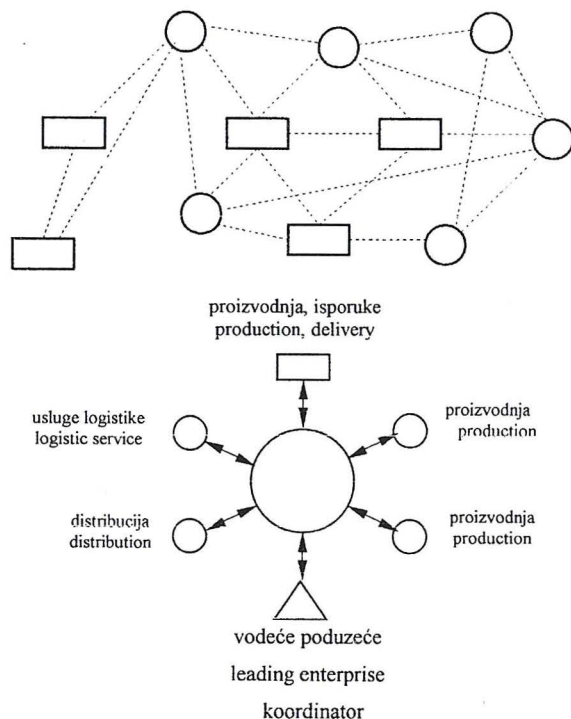 proizvodnja, isporuke
production, delivery
usluge logistike
logistic service
proizvodnja
production
distribucija
distribution
proizvodnja
production
vodeće poduzeće
leading enterprise
koordinator